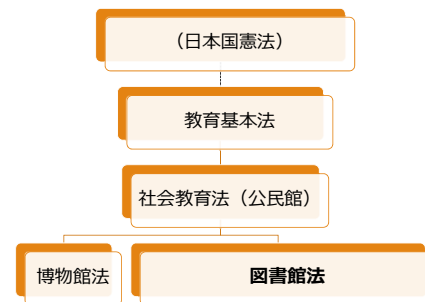 （日本国憲法）
教育基本法
社会教育法（公民館）
博物館法
図書館法